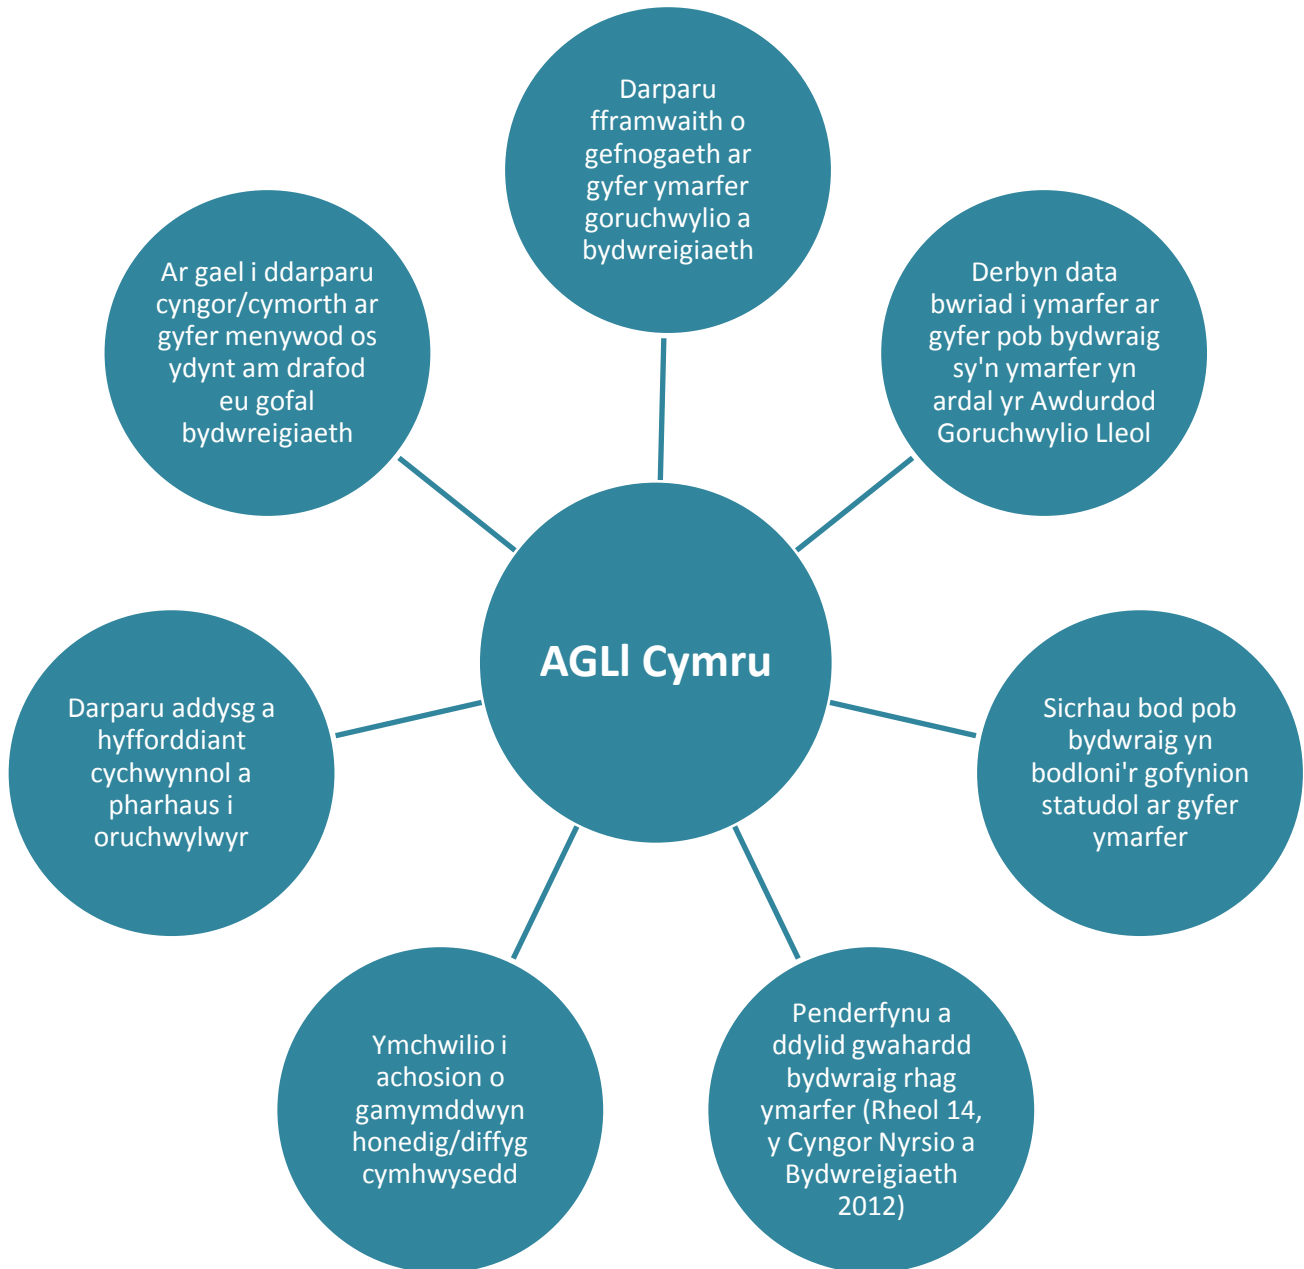 Darparu
fframwaith o
gefnogaeth ar
gyfer ymarfer
goruchwylio a
bydwreigiaeth
Derbyn data
bwriad i ymarfer ar
gyfer pob bydwraig
sy'n ymarfer yn
ardal yr Awdurdod
Goruchwylio Lleol
Sicrhau bod pob
bydwraig yn
bodloni'r gofynion
statudol ar gyfer
ymarfer
Penderfynu a
ddylid gwahardd
bydwraig rhag
ymarfer (Rheol 14,
y Cyngor Nyrsio a
Bydwreigiaeth
2012)
Ymchwilio i
achosion o
gamymddwyn
honedig/diffyg
cymhwysedd
Darparu addysg a
hyfforddiant
cychwynnol a
pharhaus i
oruchwylwyr
Ar gael i ddarparu
cyngor/cymorth ar
gyfer menywod os
ydynt am drafod
eu gofal
bydwreigiaeth
AGLl Cymru